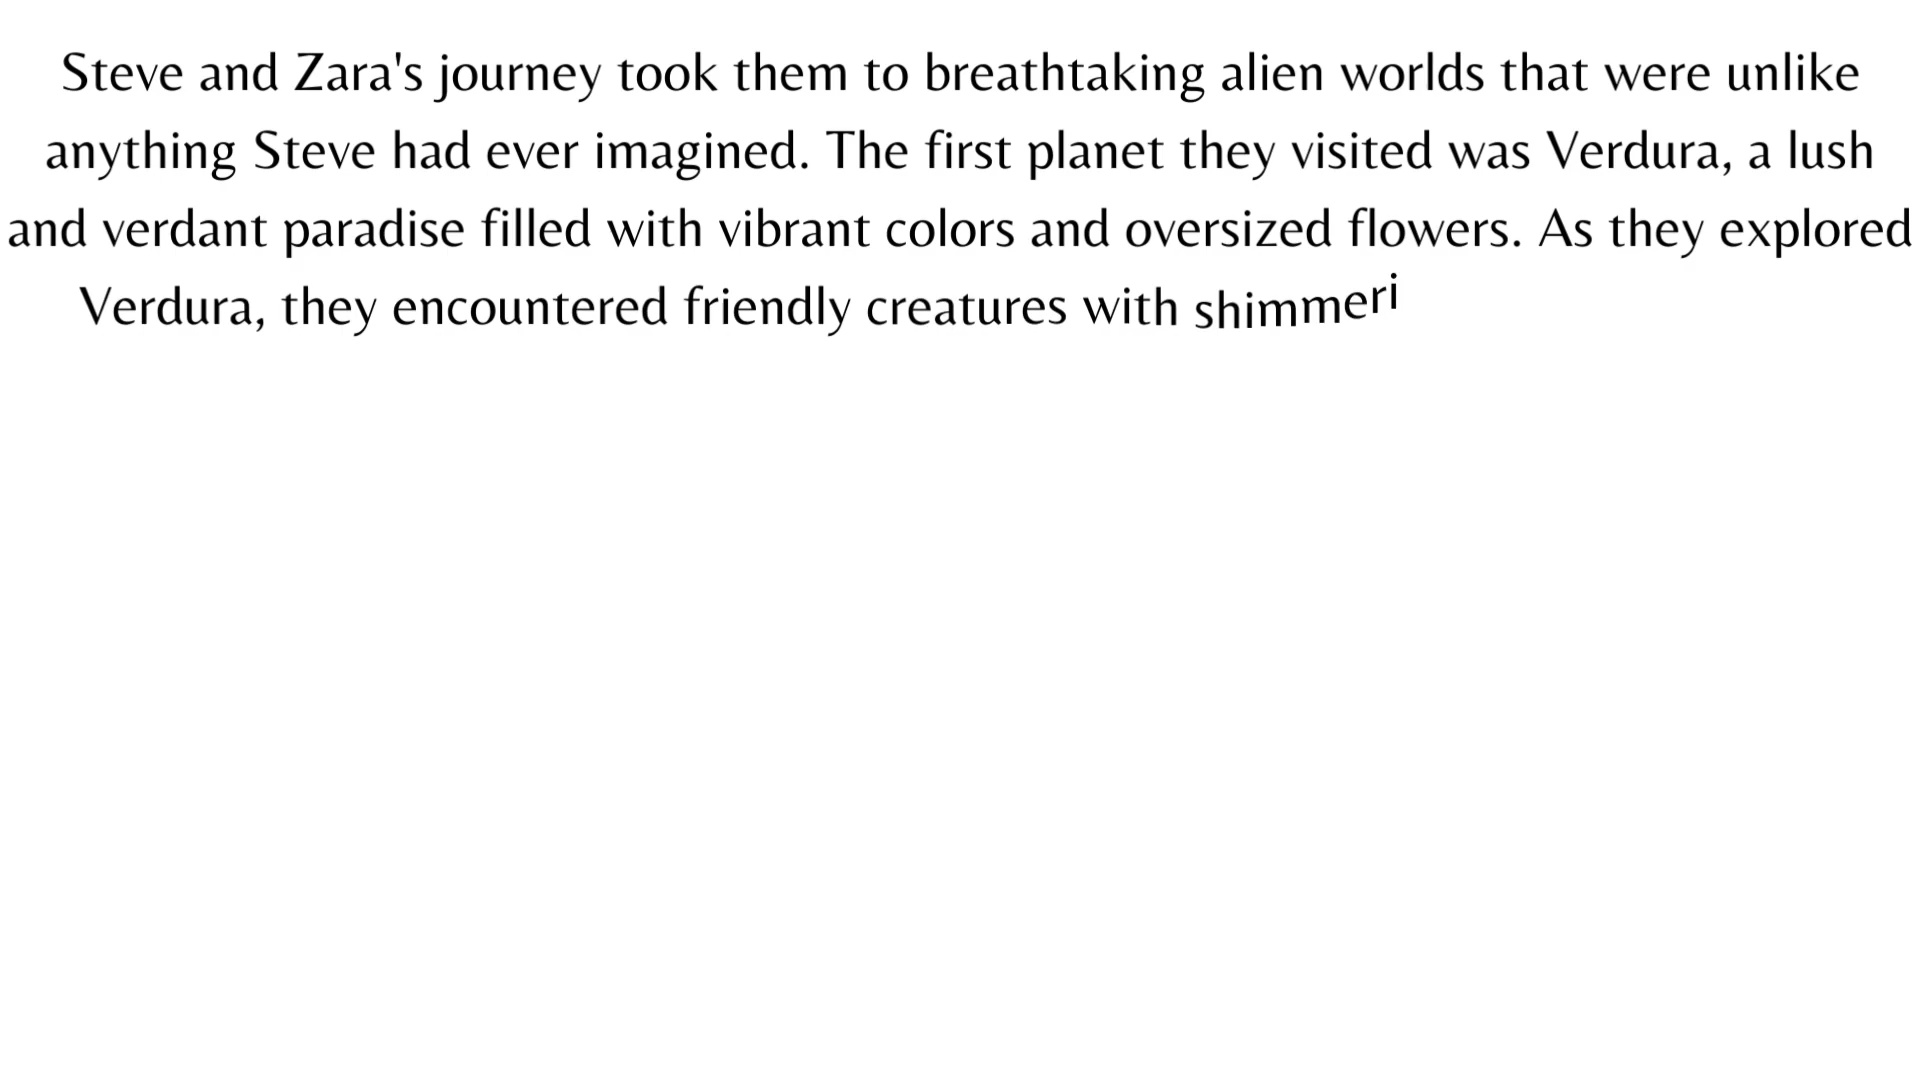 Steve and Zara's journey took them to breathtaking alien worlds that were unlike
anything Steve had ever imagined. The first planet they visited was Verdura, a lush
and verdant paradise filled with vibrant colors and oversized flowers. As they explored
Verdura, they encountered friendly creatures with shimmeri